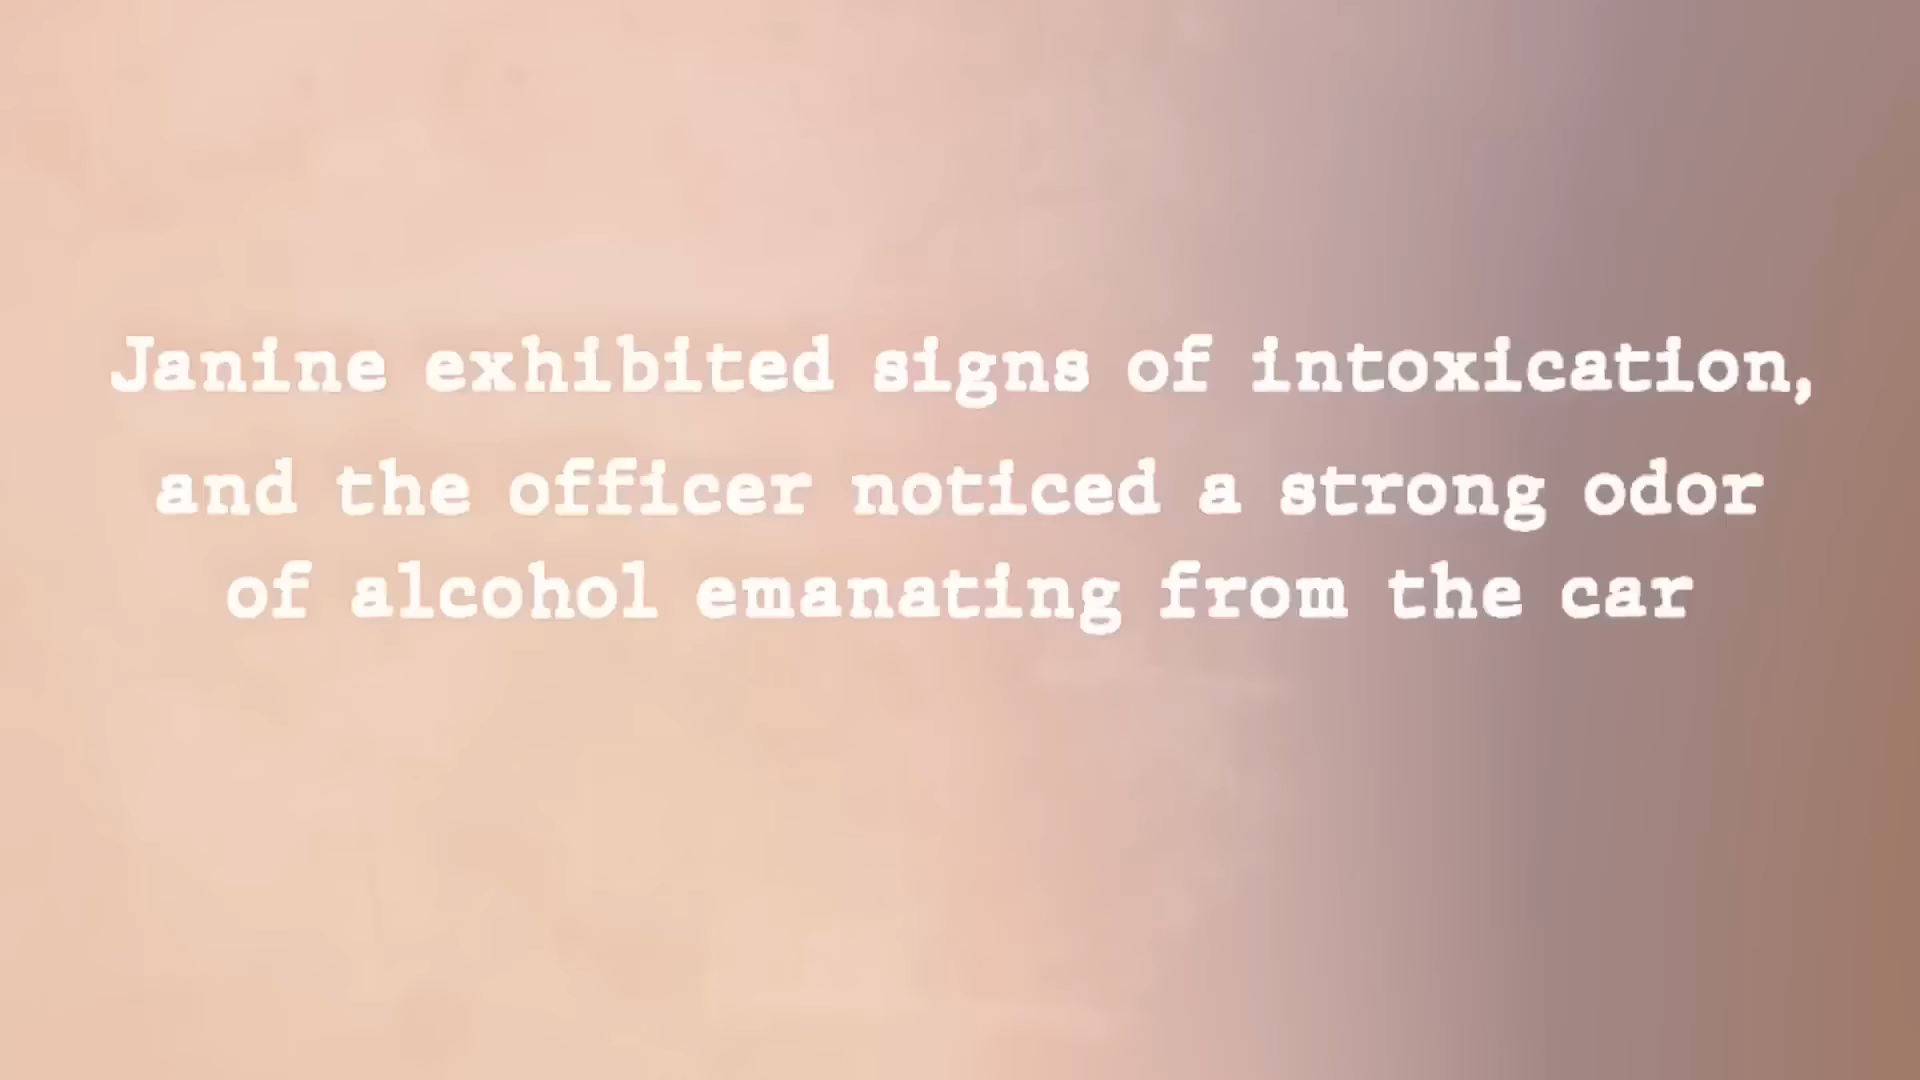 Janine exhibited signs of intoxication,
and the officer noticed a strong odor
of alcohol emanating from the car